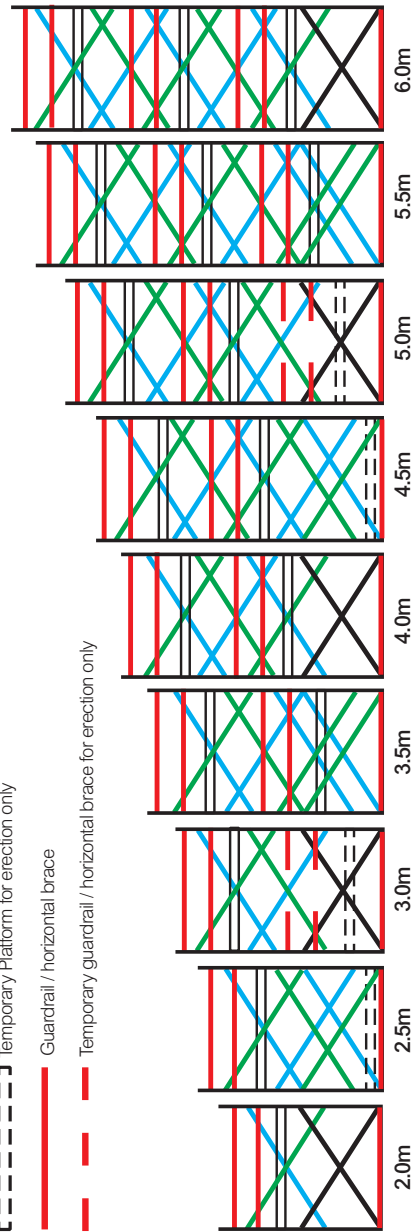 Temporary Platform for erection only
Guardrail / horizontal brace
Temporary guardrail / horizontal brace for erection only
2.0m
2.5m
3.0m
3.5m
4.0m
4.5m
5.0m
5.5m
6.0m